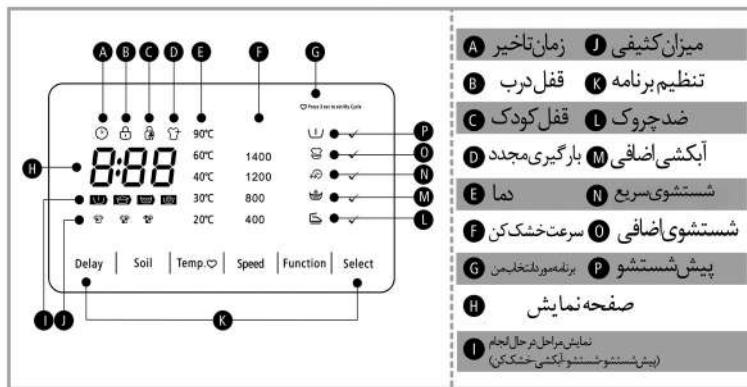 A B C D E F G
Press 3 sec to set My Cycle
90℃
60℃ 1400
40℃ 1200
30℃ 800
20℃ 400
8:88
P
O
N
M
L
H
I J
Delay | Soil | Temp. | Speed | Function | Select
K
میزان کثیفی J زمان تاخیر A
تنظیم برنامه K قفل درب B
ضد چروک L قفل کودک C
آبکشی اضافی M بارگیری مجدد D
شستشوی سریع N دما E
شستشوی اضافی O سرعت خشک کن F
پیش شستشو P برنامه مورد انتخاب من G
صفحه نمایش H
نمایش مراحل در حال انجام I
(پیش شستشو-شستشو-آبکشی-خشک کن)